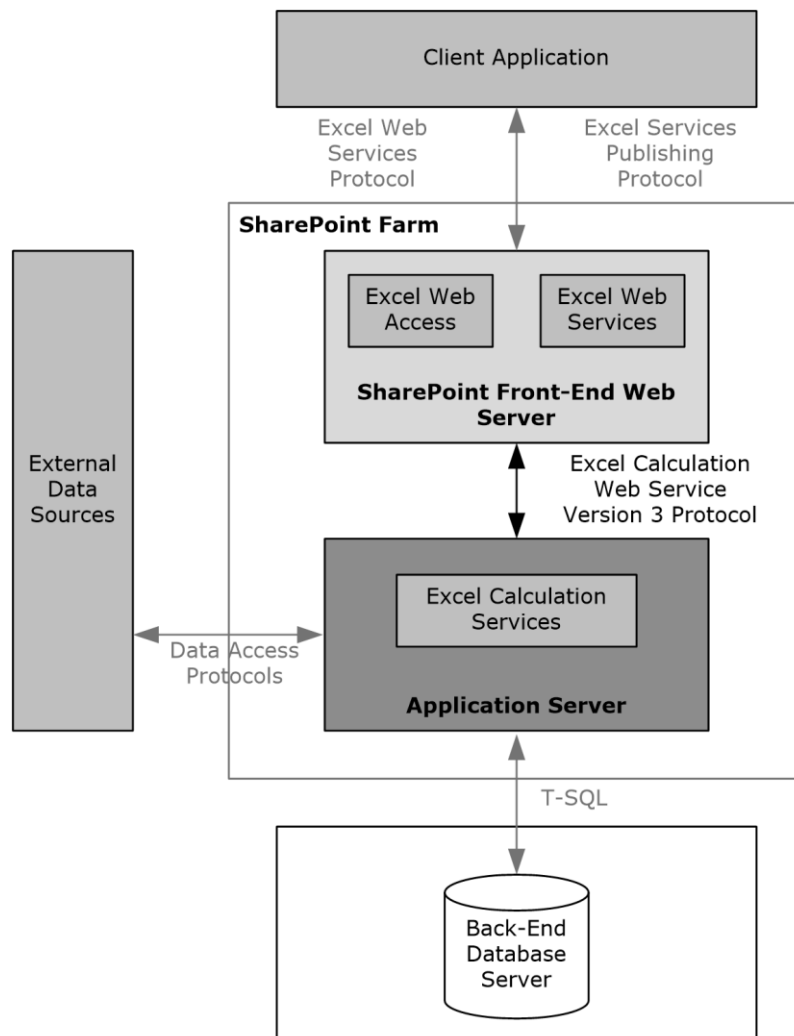 Client Application
Excel Web
Services
Protocol
Excel Services
Publishing
Protocol
SharePoint Farm
Excel Web
Access
Excel Web
Services
SharePoint Front-End Web
Server
External
Data
Sources
Excel Calculation
Web Service
Version 3 Protocol
Excel Calculation
Services
Data Access
Protocols
Application Server
T-SQL
Back-End
Database
Server